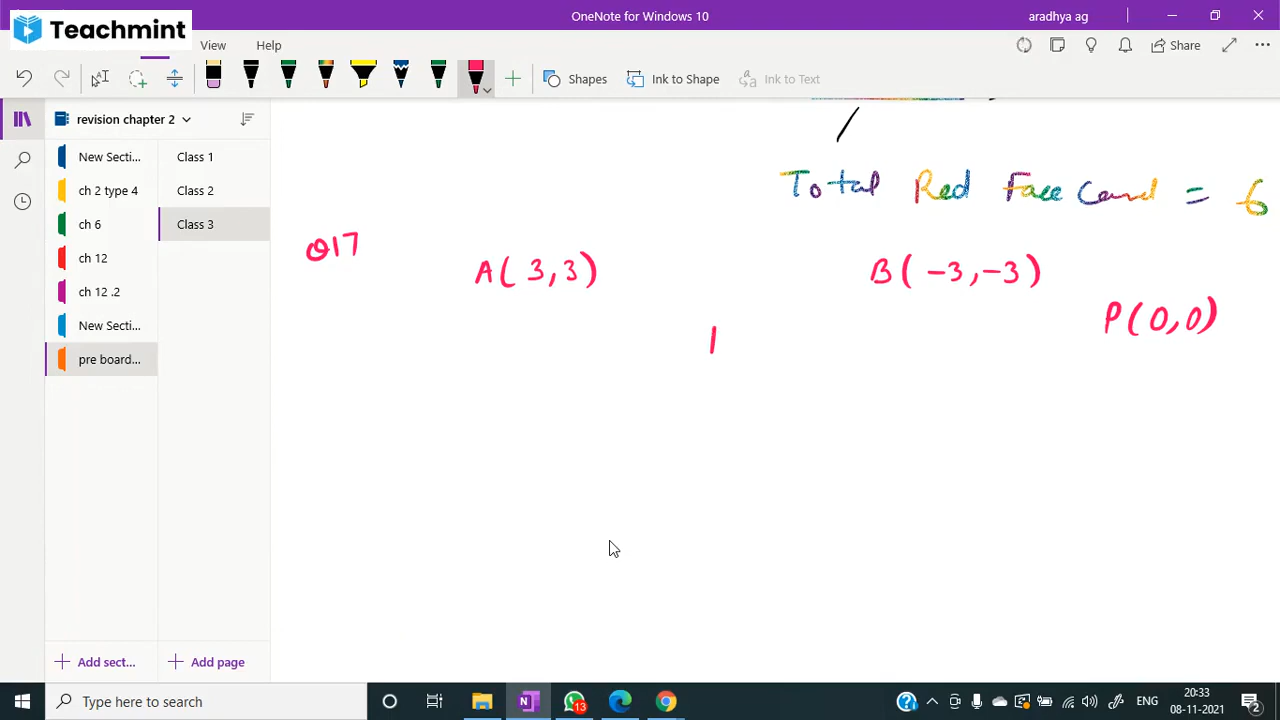 OneNote for Windows 10
aradhya ag
Teachmint
View
Help
Share
Shapes
Ink to Shape
Ink to Text
revision chapter 2
New Secti...
ch 2 type 4
ch 6
ch 12
ch 12 .2
New Secti...
pre board...
Class 1
Class 2
Class 3
Total Red Face Card = 6
Q17
A(3,3)
B(-3,-3)
P(0,0)
Add sect...
Add page
Type here to search
13
ENG
20:33
08-11-2021
2